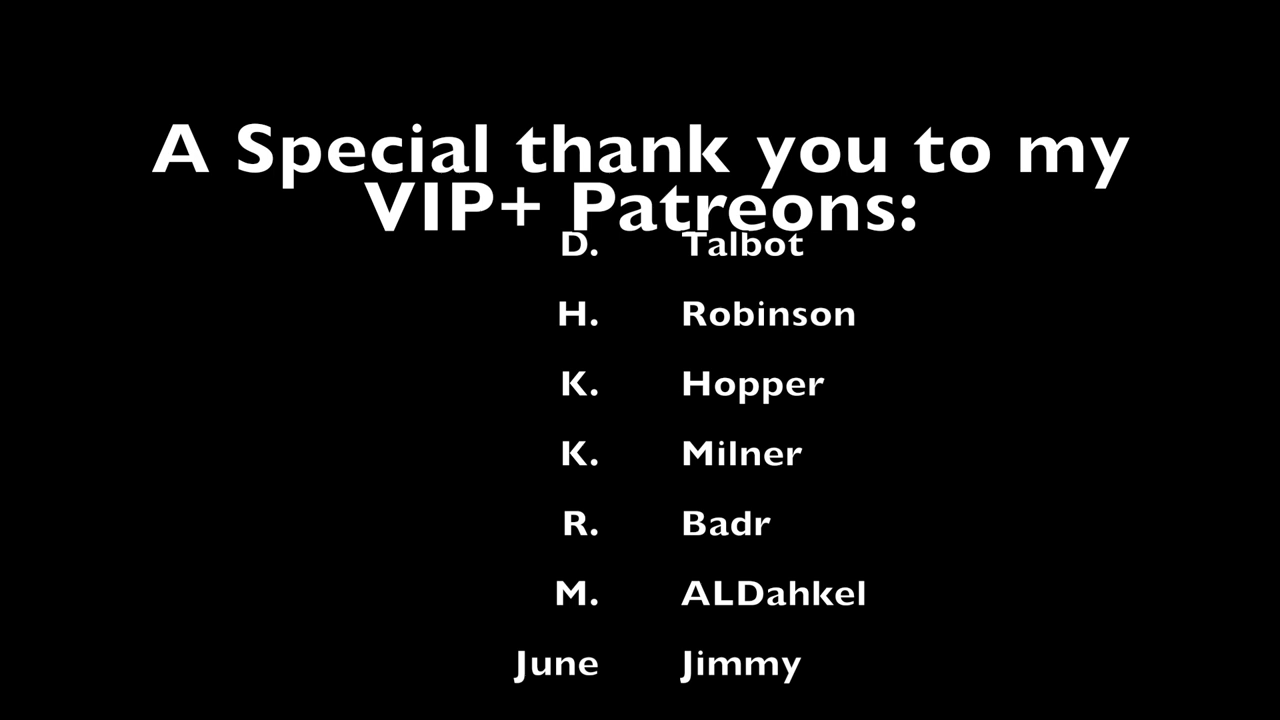 A Special thank you to my
VIP+ Patreons:
D. Talbot
H. Robinson
K. Hopper
K. Milner
R. Badr
M. ALDahkel
June Jimmy